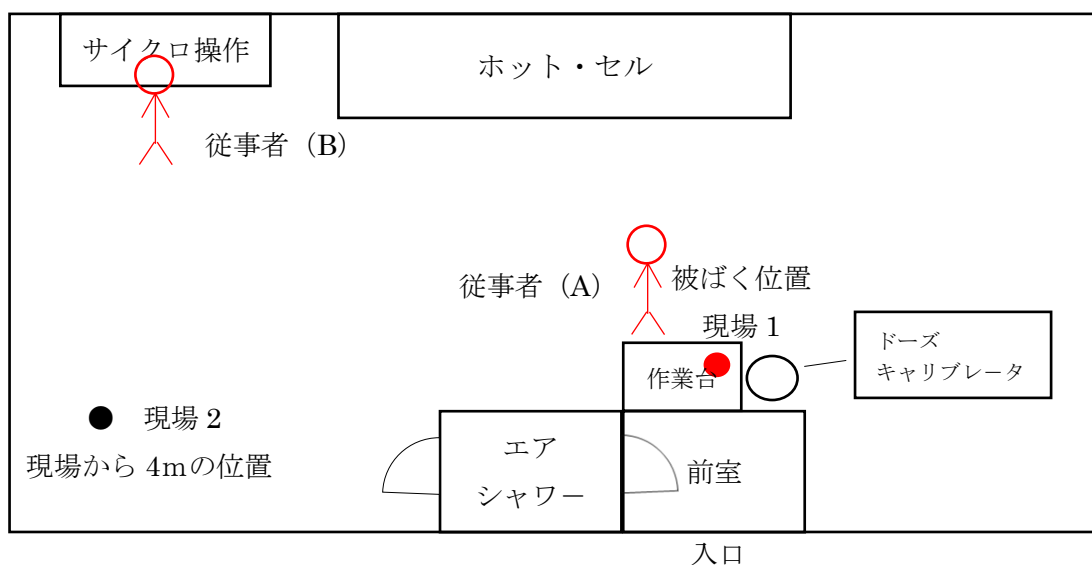 サイクロ操作
ホット・セル
従事者（B）
従事者（A）
被ばく位置
現場 1
ドーズ
キャリブレータ
作業台
現場 2
現場から 4mの位置
エア
シャワー
前室
入口